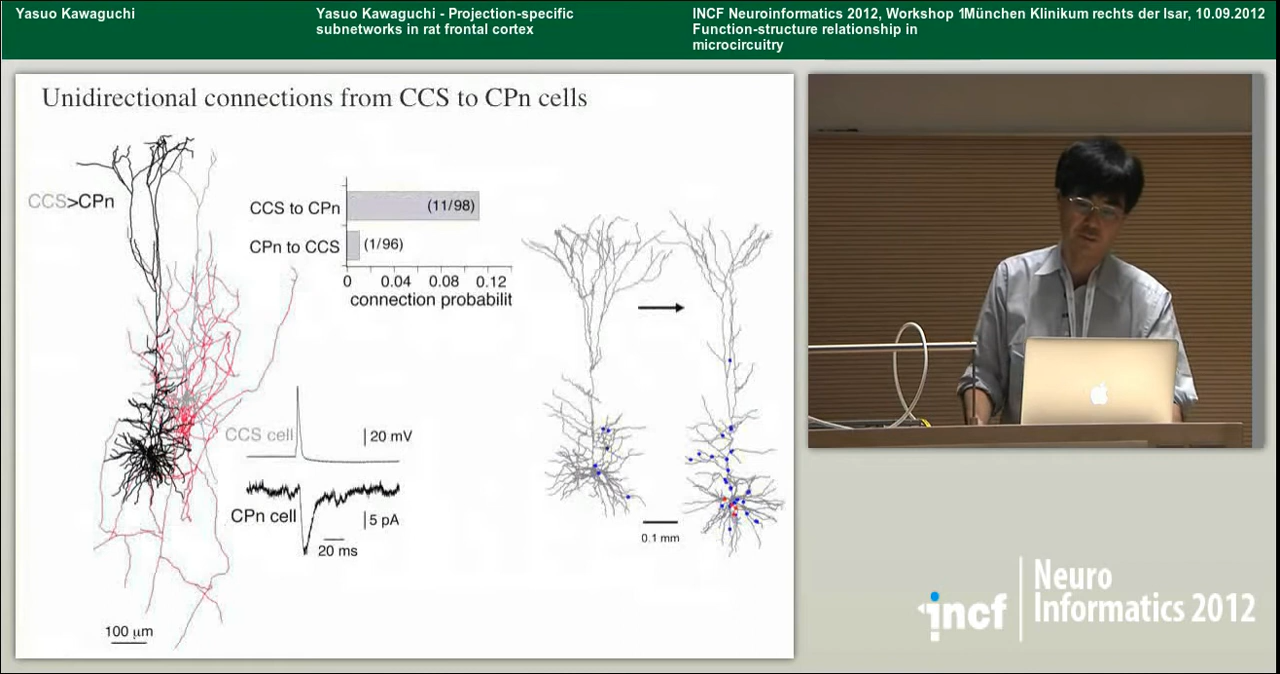 Yasuo Kawaguchi
Yasuo Kawaguchi - Projection-specific
subnetworks in rat frontal cortex
INCF Neuroinformatics 2012, Workshop 1München Klinikum rechts der Isar, 10.09.2012
Function-structure relationship in
microcircuitry
Unidirectional connections from CCS to CPn cells
CCS>CPn
CCS to CPn
(11/98)
CPn to CCS
(1/96)
0 0.04 0.08 0.12
connection probabilit
CCS cell
20 mV
CPn cell
5 pA
20 ms
0.1 mm
100 µm
incf
Neuro
Informatics 2012